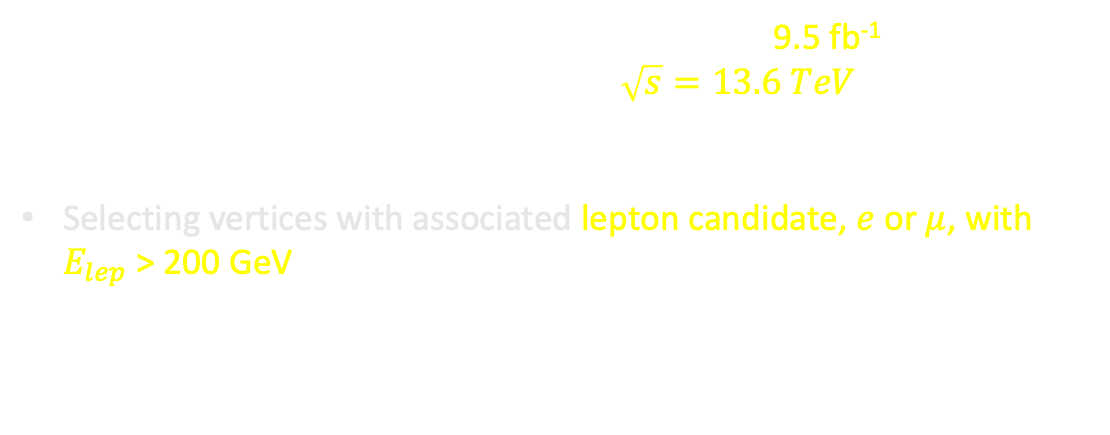 9.5 fb⁻¹
√s = 13.6 TeV
• Selecting vertices with associated lepton candidate, e or μ, with
E_lep > 200 GeV